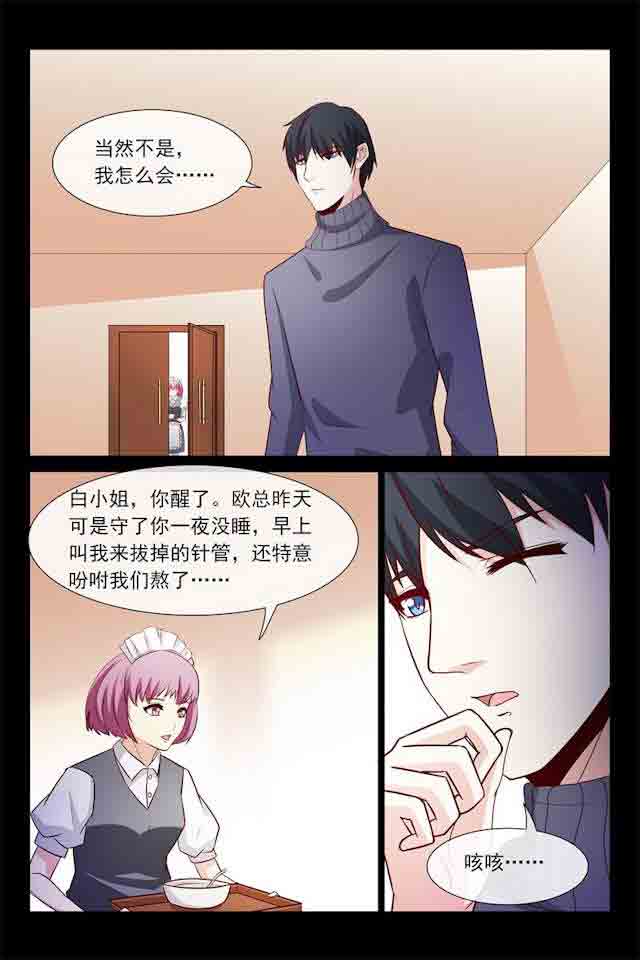 当然不是，
我怎么会……
白小姐，你醒了。欧总昨天
可是守了你一夜没睡，早上
叫我来拔掉的针管，还特意
吩咐我们熬了……
咳咳……